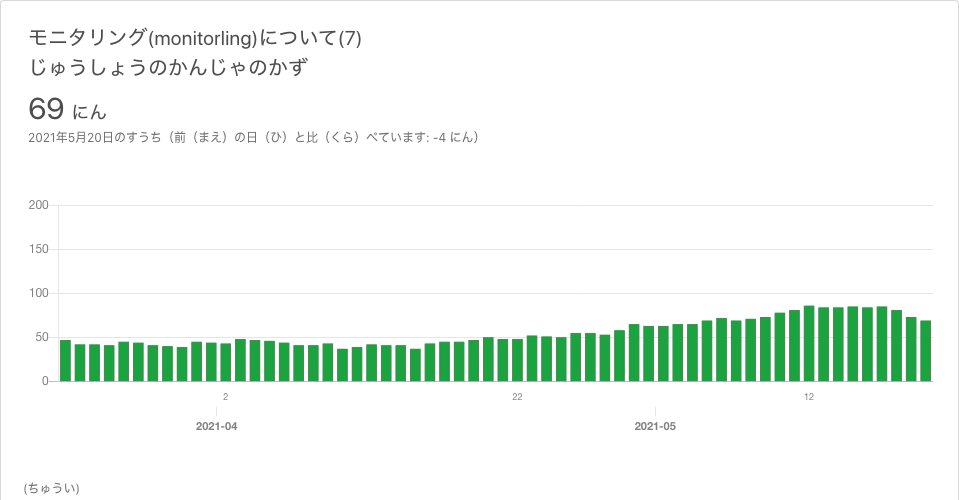 モニタリング(monitorling)について(7)
じゅうしょうのかんじゃのかず
69 にん
2021年5月20日のすうち（前（まえ）の日（ひ）と比（くら）べています: -4 にん）
200
150
100
50
0
2
22
12
2021-04
2021-05
(ちゅうい)